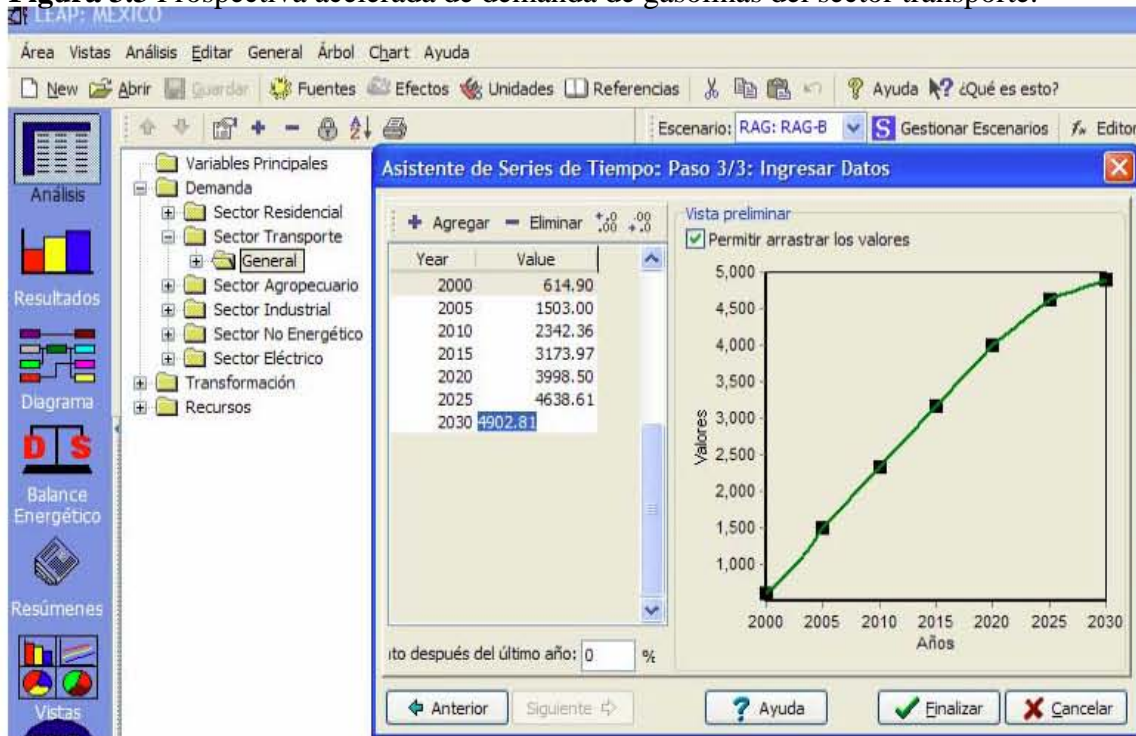 Figura 3.5 Prospectiva acelerada de demanda de gasolinas del sector transporte.
LEAP: MEXICO
Área Vistas Análisis Editar General Árbol Chart Ayuda
New Abrir Guardar Fuentes Efectos Unidades Referencias Ayuda ¿Qué es esto?
Escenario: RAG: RAG-B S Gestionar Escenarios Editor
Análisis
Resultados
Diagrama
D S
Balance
Energético
Resúmenes
Vistas
Variables Principales
Demanda
Sector Residencial
Sector Transporte
General
Sector Agropecuario
Sector Industrial
Sector No Energético
Sector Eléctrico
Transformación
Recursos
Asistente de Series de Tiempo: Paso 3/3: Ingresar Datos
Agregar Eliminar
Year Value
2000 614.90
2005 1503.00
2010 2342.36
2015 3173.97
2020 3998.50
2025 4638.61
2030 4902.81
ito después del último año: 0 %
Vista preliminar
Permitir arrastrar los valores
5,000
4,500
4,000
3,500
3,000
2,500
2,000
1,500
1,000
Valores
2000 2005 2010 2015 2020 2025 2030
Años
Anterior Siguiente Ayuda Finalizar Cancelar